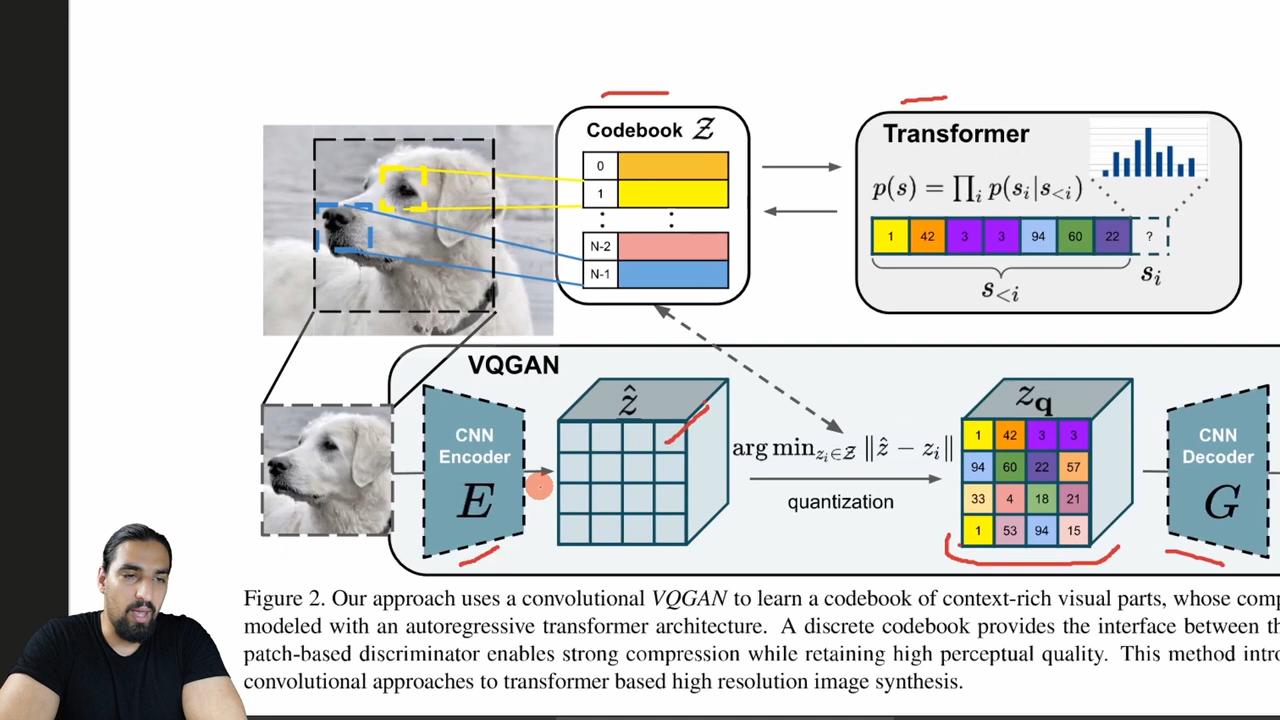 Codebook 𝒵
0
1
:
:
N-2
N-1
Transformer
p(s) = ∏ᵢ p(sᵢ|s<ᵢ)
1 42 3 3 94 60 22 ?
s<ᵢ
sᵢ
VQGAN
CNN
Encoder
E
ẑ
arg min_{zᵢ∈𝒵} ‖ẑ − zᵢ‖
quantization
z_q
1 42 3 3
94 60 22 57
33 4 18 21
1 53 94 15
CNN
Decoder
G
Figure 2. Our approach uses a convolutional VQGAN to learn a codebook of context-rich visual parts, whose comp
modeled with an autoregressive transformer architecture. A discrete codebook provides the interface between th
patch-based discriminator enables strong compression while retaining high perceptual quality. This method intro
convolutional approaches to transformer based high resolution image synthesis.